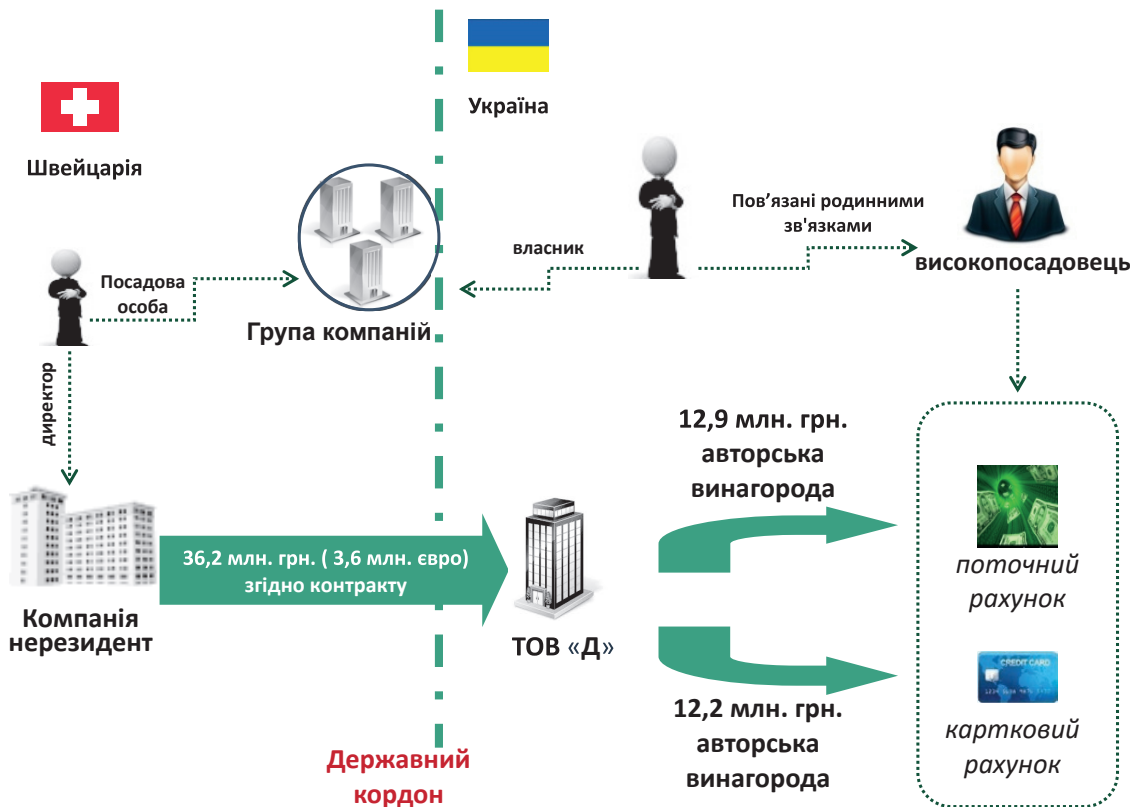 Україна
Швейцарія
Пов’язані родинними
зв'язками
власник
високопосадовець
Посадова
особа
Група компаній
директор
12,9 млн. грн.
авторська
винагорода
36,2 млн. грн. ( 3,6 млн. євро)
згідно контракту
поточний
рахунок
Компанія
нерезидент
ТОВ «Д»
CREDIT CARD
12,2 млн. грн.
авторська
винагорода
картковий
рахунок
Державний
кордон